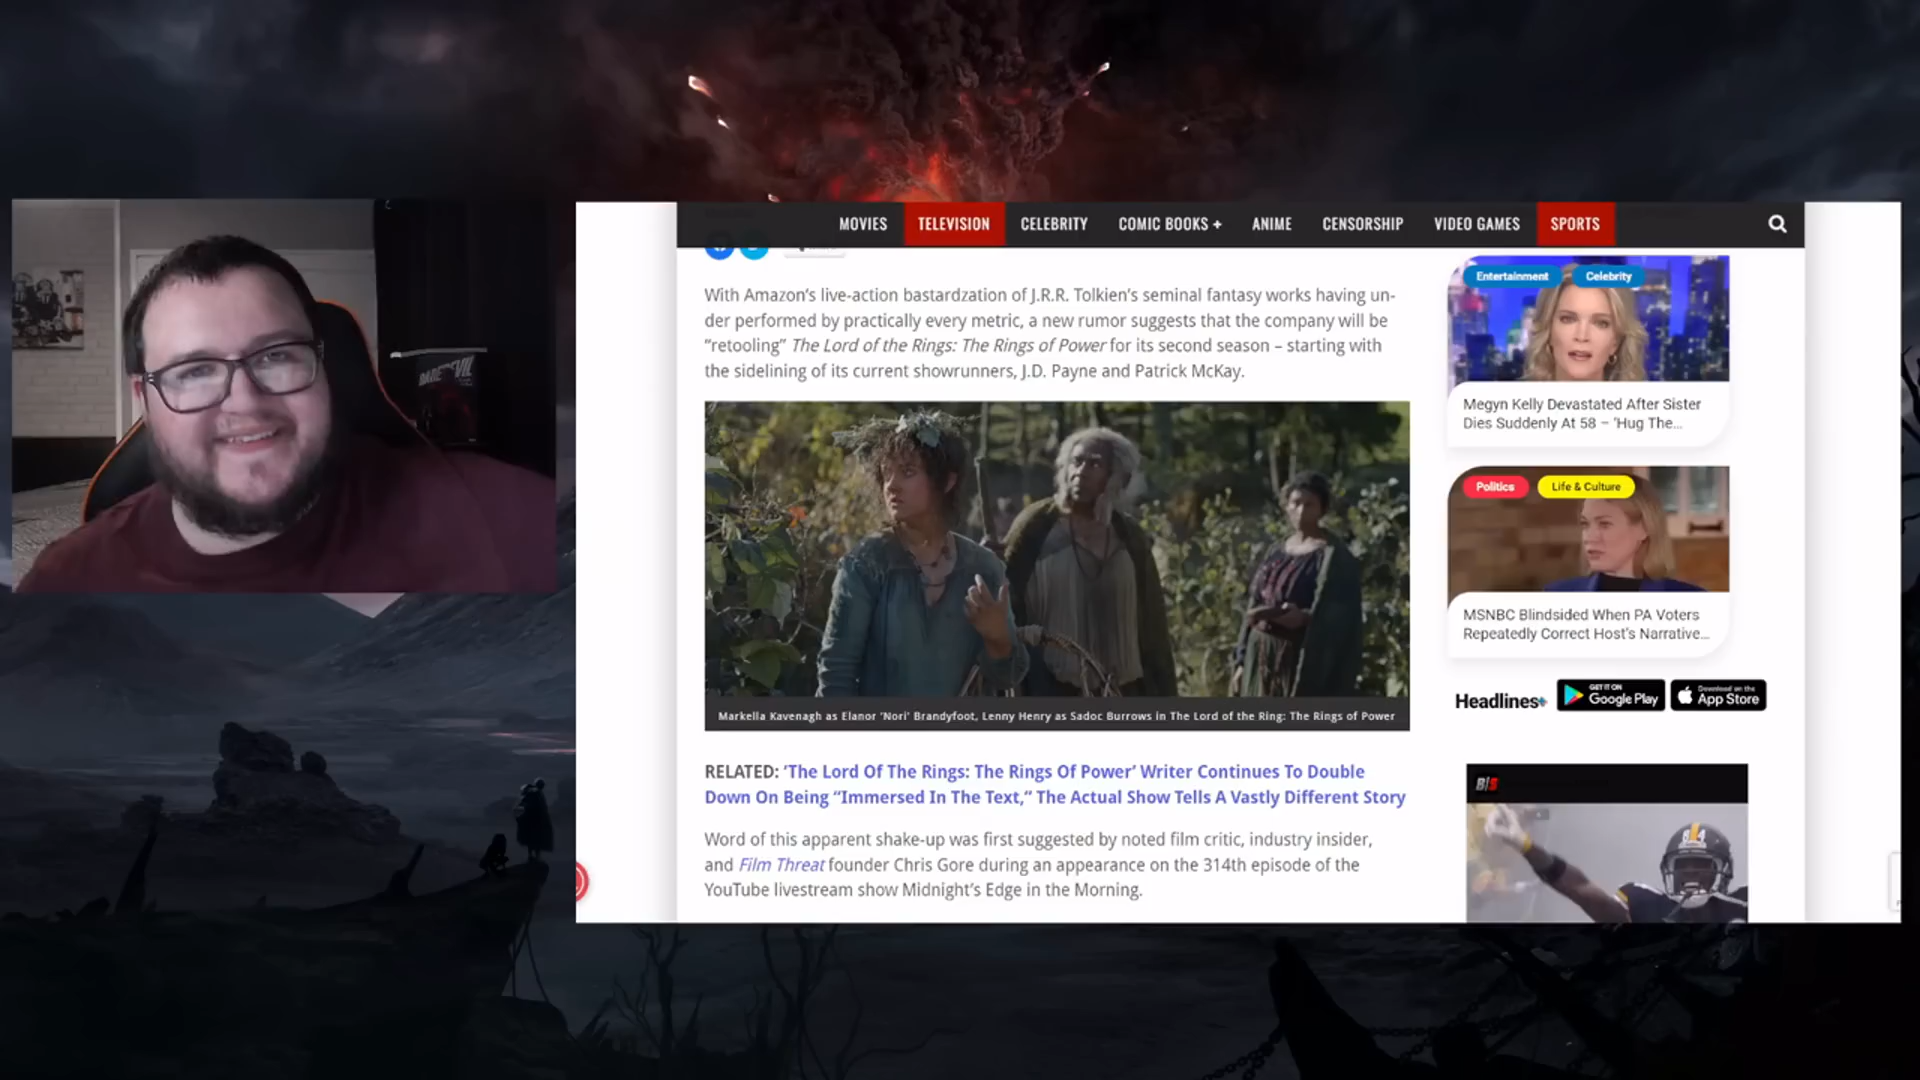 MOVIES TELEVISION CELEBRITY COMIC BOOKS + ANIME CENSORSHIP VIDEO GAMES SPORTS
With Amazon's live-action bastardzation of J.R.R. Tolkien's seminal fantasy works having un-
der performed by practically every metric, a new rumor suggests that the company will be
“retooling” The Lord of the Rings: The Rings of Power for its second season – starting with
the sidelining of its current showrunners, J.D. Payne and Patrick McKay.
DAREDEVIL
Markella Kavenagh as Elanor 'Nori' Brandyfoot, Lenny Henry as Sadoc Burrows in The Lord of the Ring: The Rings of Power
RELATED: ‘The Lord Of The Rings: The Rings Of Power’ Writer Continues To Double
Down On Being “Immersed In The Text,” The Actual Show Tells A Vastly Different Story
Word of this apparent shake-up was first suggested by noted film critic, industry insider,
and Film Threat founder Chris Gore during an appearance on the 314th episode of the
YouTube livestream show Midnight's Edge in the Morning.
Entertainment Celebrity
Megyn Kelly Devastated After Sister
Dies Suddenly At 58 – ‘Hug The...
Politics Life & Culture
MSNBC Blindsided When PA Voters
Repeatedly Correct Host's Narrative...
Headlines+
GET IT ON
Google Play
Download on the
App Store
B/S
84